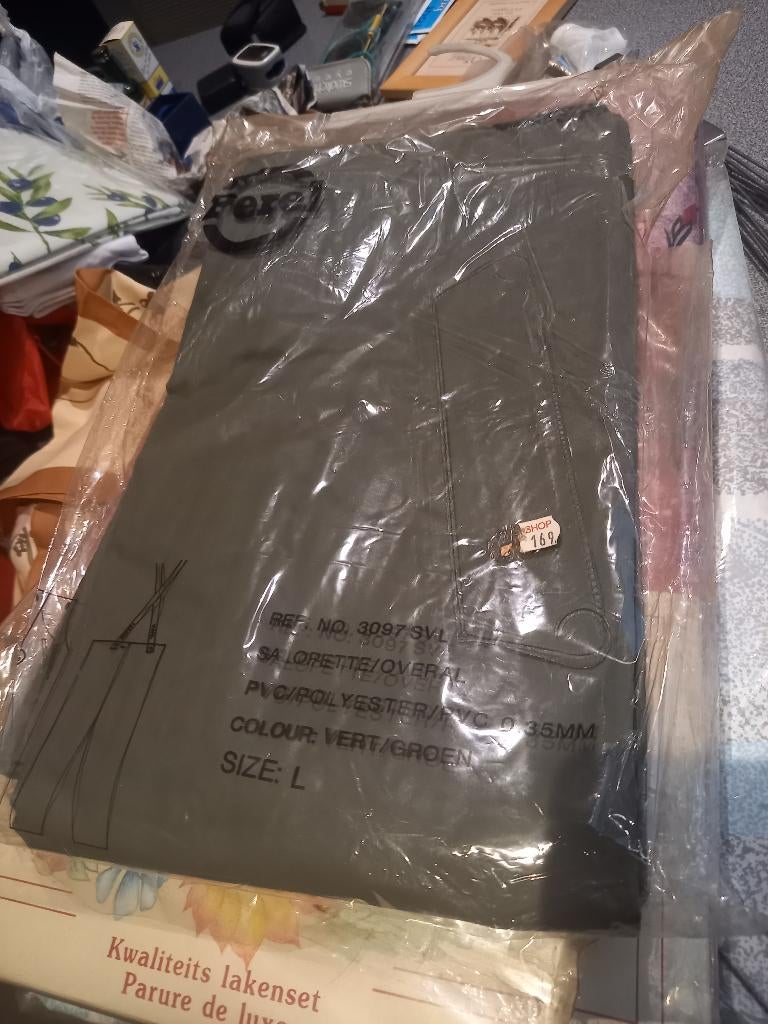 Feral
SHOP
169
REF. NO. 3097 SVL
SALOPETTE/OVERAL
PVC/POLYESTER/PVC 0.35MM
COLOUR: VERT/GROEN
SIZE: L
Kwaliteits lakenset
Parure de luxe